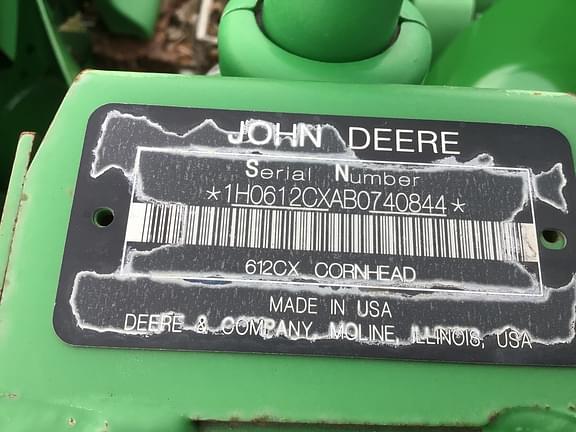 JOHN DEERE
Serial Number
*1H0612CXAB0740844*
612CX CORNHEAD
MADE IN USA
DEERE & COMPANY MOLINE, ILLINOIS, USA